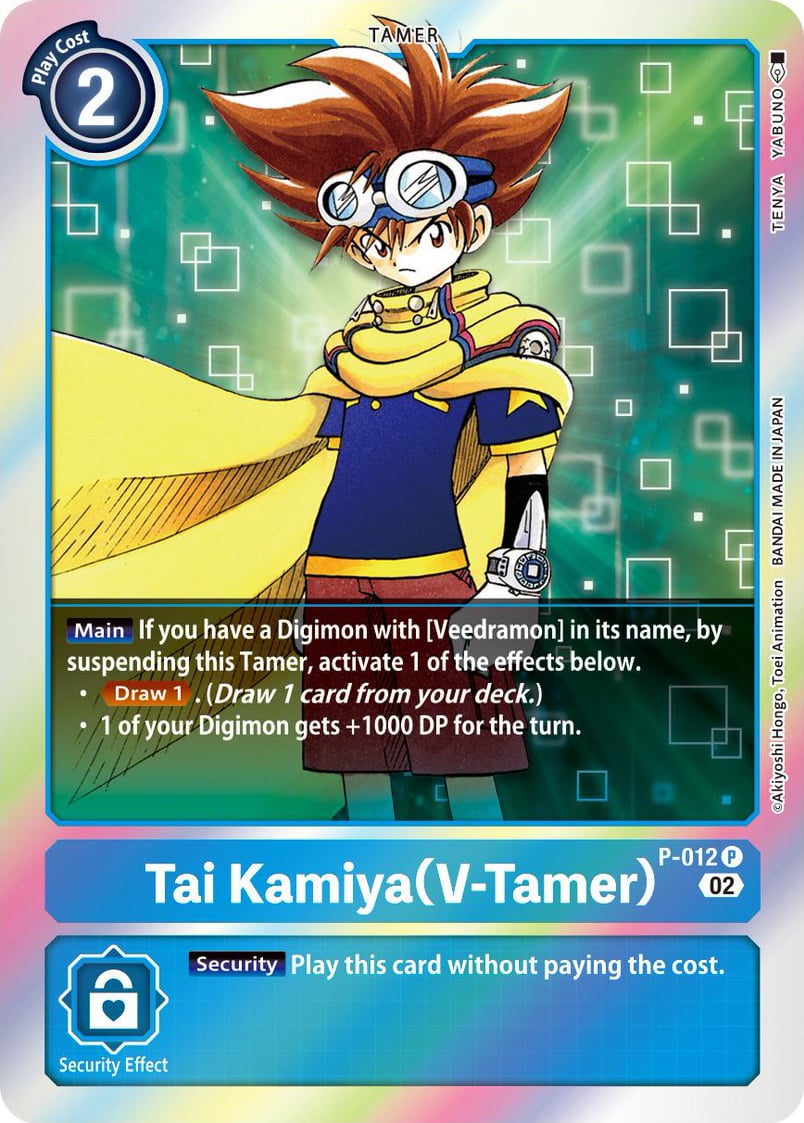 TAMER
Play Cost
2
TENYA YABUNO
Main If you have a Digimon with [Veedramon] in its name, by
suspending this Tamer, activate 1 of the effects below.
• Draw 1. (Draw 1 card from your deck.)
• 1 of your Digimon gets +1000 DP for the turn.
©Akiyoshi Hongo, Toei Animation BANDAI MADE IN JAPAN
P-012 P
Tai Kamiya(V-Tamer)
02
Security Play this card without paying the cost.
Security Effect